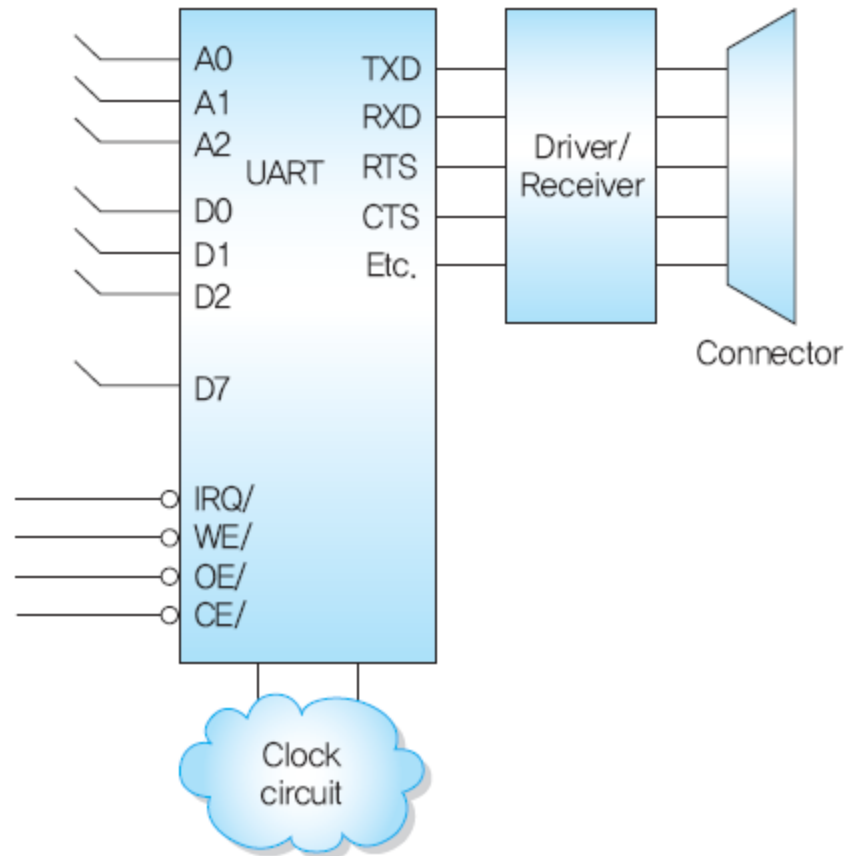 A0
A1
A2
UART
D0
D1
D2
D7
IRQ/
WE/
OE/
CE/
TXD
RXD
RTS
CTS
Etc.
Driver/
Receiver
Connector
Clock
circuit